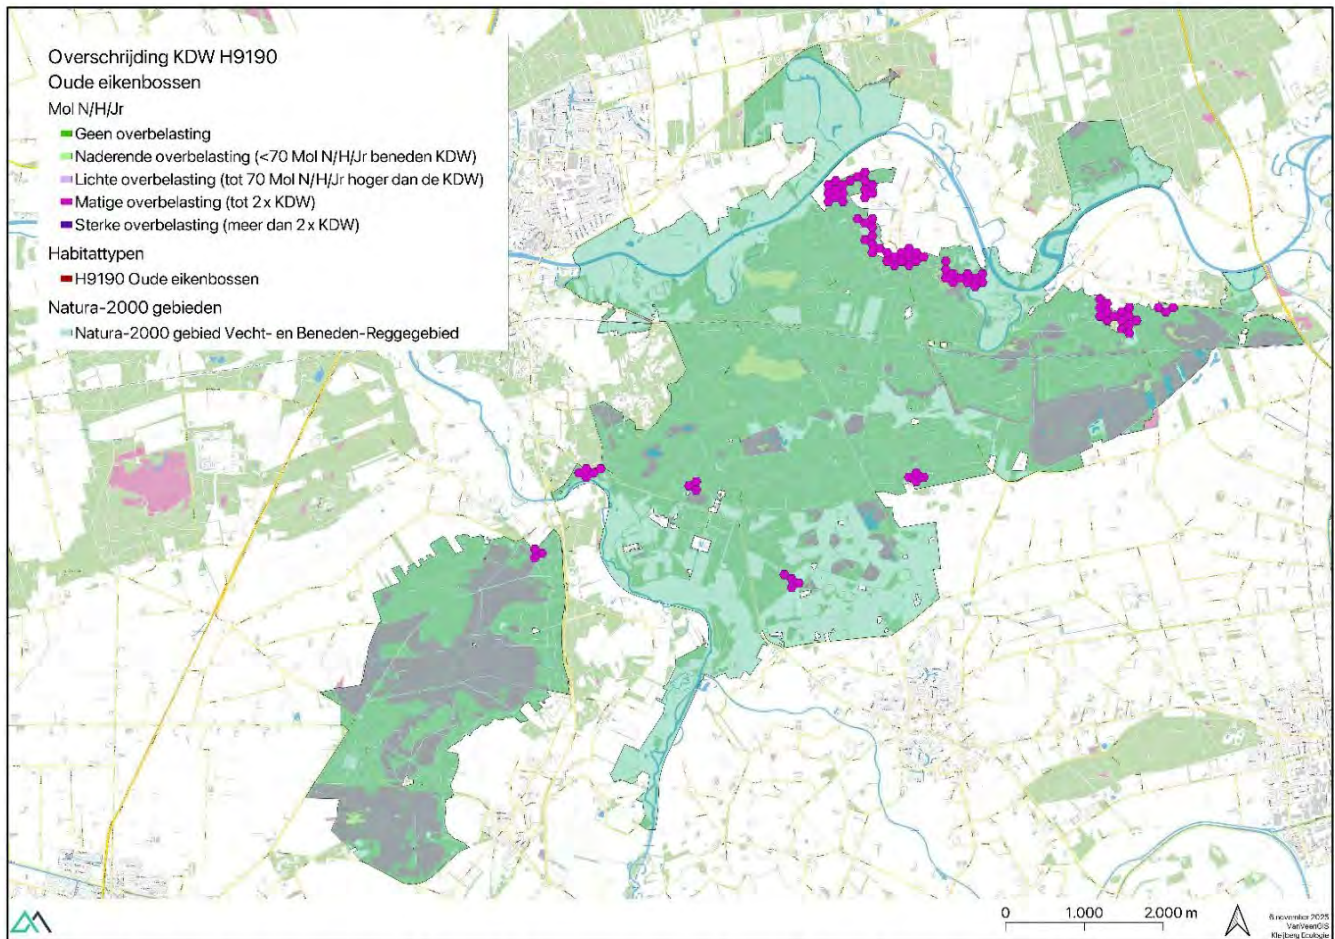 Overschrijding KDW H9190
Oude eikenbossen
Mol N/H/Jr
Geen overbelasting
Naderende overbelasting (<70 Mol N/H/Jr beneden KDW)
Lichte overbelasting (tot 70 Mol N/H/Jr hoger dan de KDW)
Matige overbelasting (tot 2 x KDW)
Sterke overbelasting (meer dan 2 x KDW)
Habitattypen
H9190 Oude eikenbossen
Natura-2000 gebieden
Natura-2000 gebied Vecht- en Beneden-Reggegebied
0 1.000 2.000 m
6 november 2025
VanVeenGIS
Kleijberg Ecologie